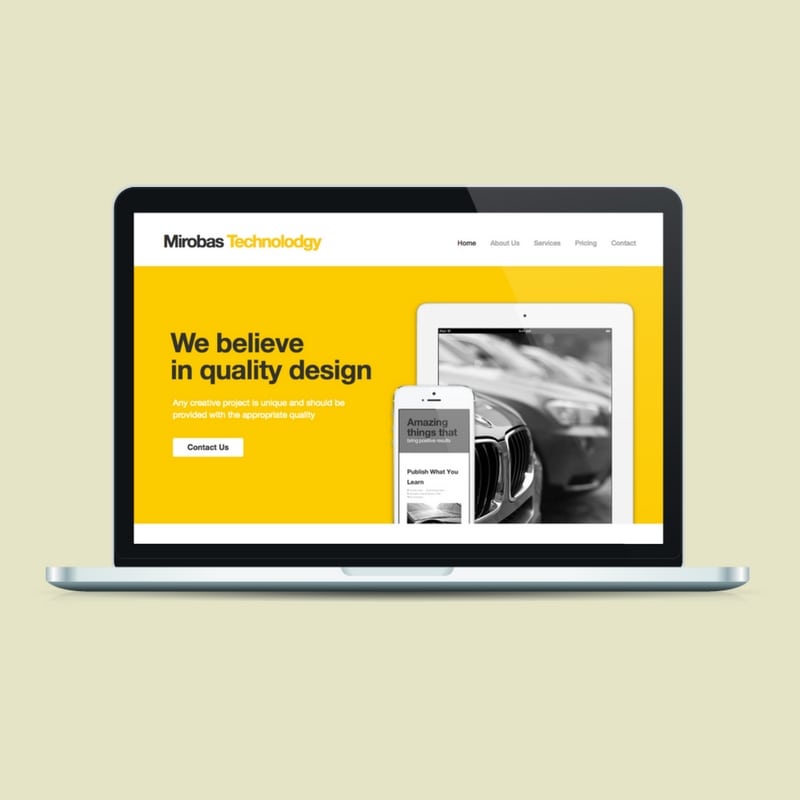 Mirobas Technolodgy
Home About Us Services Pricing Contact
We believe
in quality design
Any creative project is unique and should be
provided with the appropriate quality
Contact Us
Amazing
things that
bring positive results
Publish What You
Learn